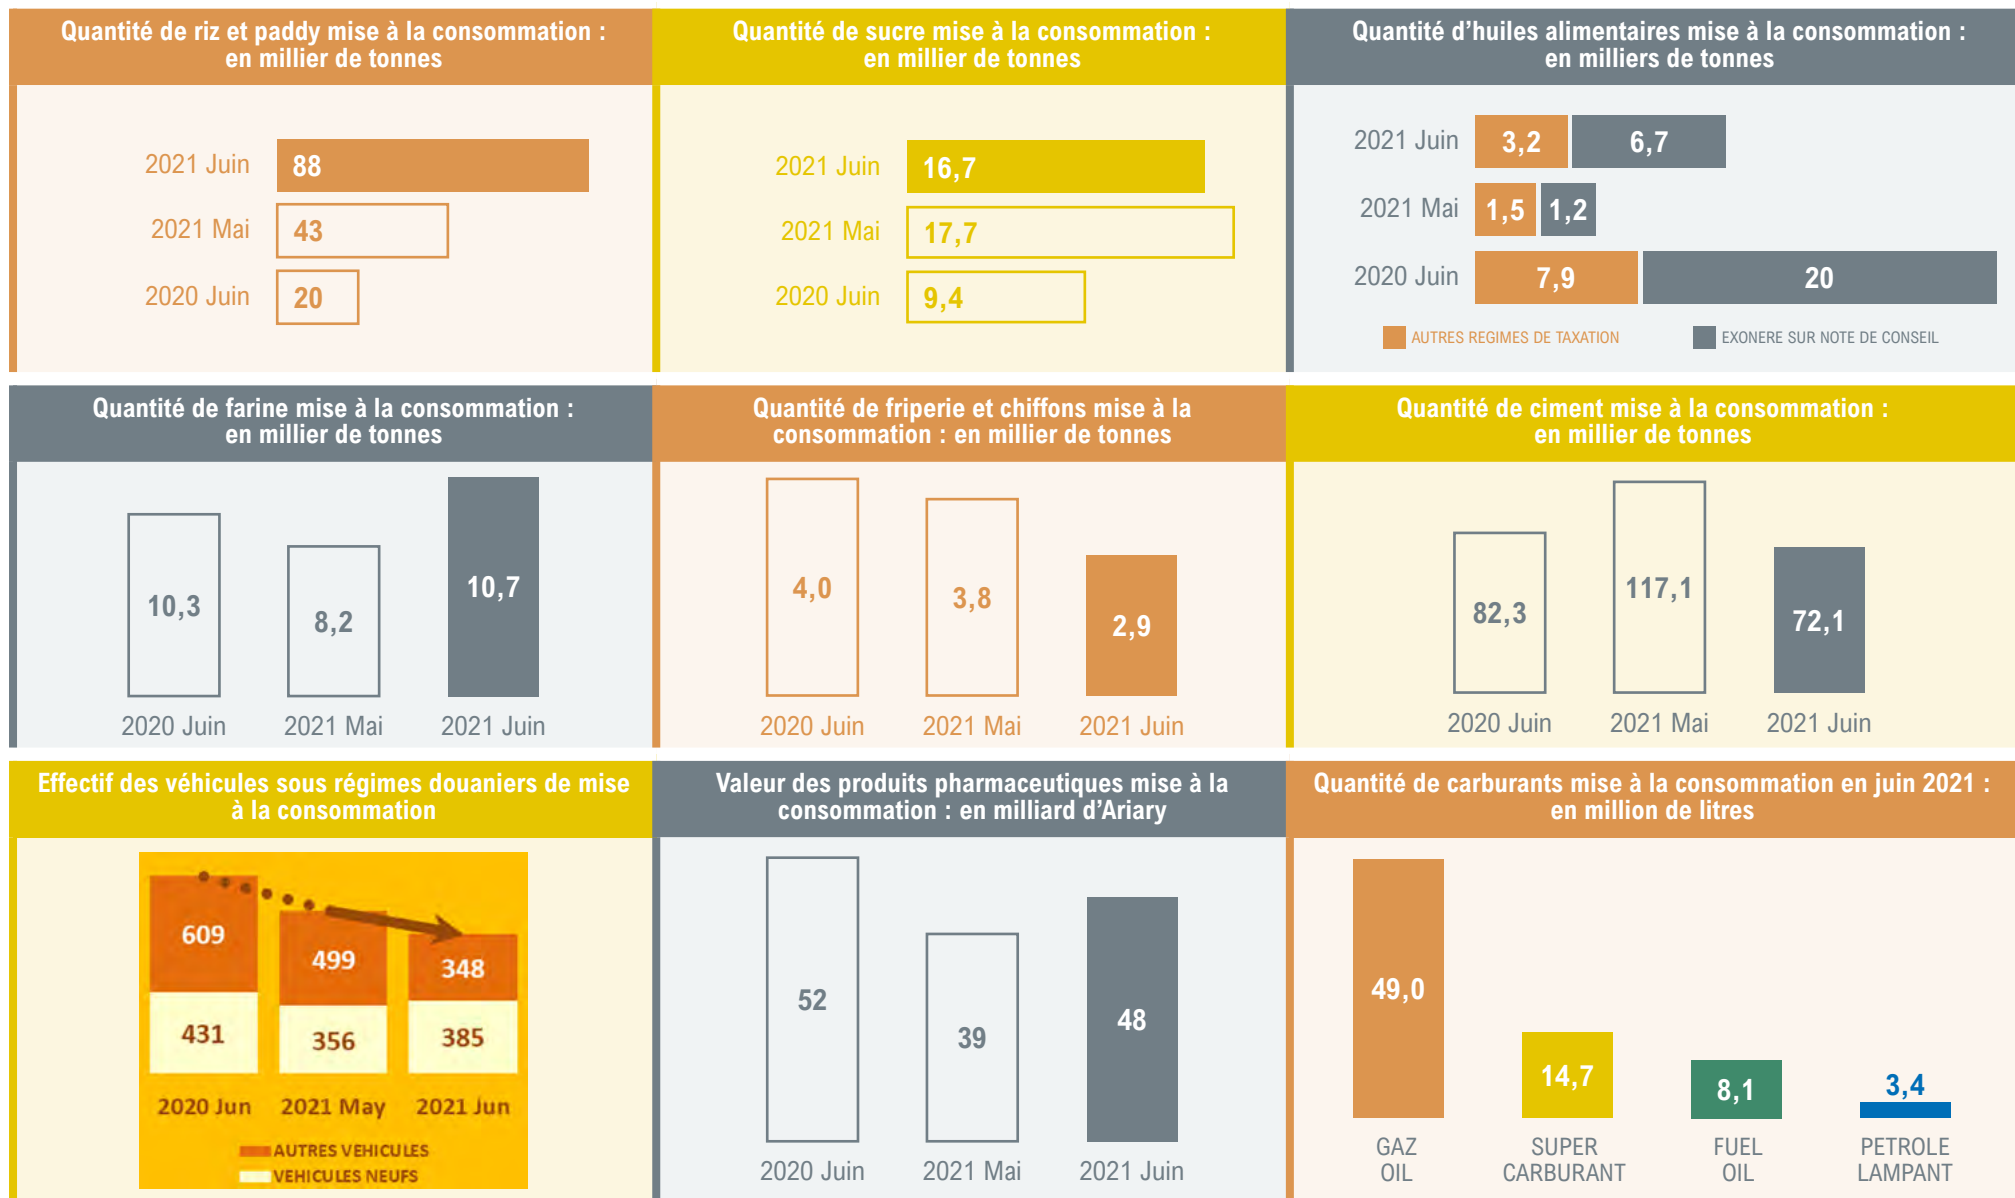 Quantité de riz et paddy mise à la consommation :
en millier de tonnes
2021 Juin 88
2021 Mai 43
2020 Juin 20
Quantité de sucre mise à la consommation :
en millier de tonnes
2021 Juin 16,7
2021 Mai 17,7
2020 Juin 9,4
Quantité d’huiles alimentaires mise à la consommation :
en milliers de tonnes
2021 Juin 3,2 6,7
2021 Mai 1,5 1,2
2020 Juin 7,9 20
AUTRES REGIMES DE TAXATION EXONERE SUR NOTE DE CONSEIL
Quantité de farine mise à la consommation :
en millier de tonnes
10,3 8,2 10,7
2020 Juin 2021 Mai 2021 Juin
Quantité de friperie et chiffons mise à la
consommation : en millier de tonnes
4,0 3,8 2,9
2020 Juin 2021 Mai 2021 Juin
Quantité de ciment mise à la consommation :
en millier de tonnes
82,3 117,1 72,1
2020 Juin 2021 Mai 2021 Juin
Effectif des véhicules sous régimes douaniers de mise
à la consommation
609 499 348
431 356 385
2020 Jun 2021 May 2021 Jun
AUTRES VEHICULES
VEHICULES NEUFS
Valeur des produits pharmaceutiques mise à la
consommation : en milliard d’Ariary
52 39 48
2020 Juin 2021 Mai 2021 Juin
Quantité de carburants mise à la consommation en juin 2021 :
en million de litres
49,0 14,7 8,1 3,4
GAZ SUPER FUEL PETROLE
OIL CARBURANT OIL LAMPANT